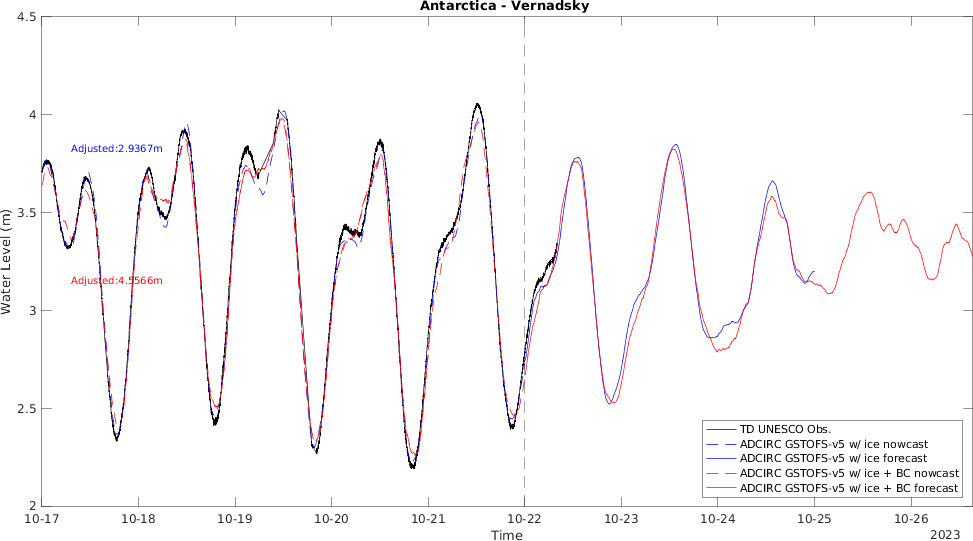 Antarctica - Vernadsky
4.5
4
3.5
3
2.5
2
Water Level (m)
Adjusted:2.9367m
Adjusted:4.5566m
TD UNESCO Obs.
ADCIRC GSTOFS-v5 w/ ice nowcast
ADCIRC GSTOFS-v5 w/ ice forecast
ADCIRC GSTOFS-v5 w/ ice + BC nowcast
ADCIRC GSTOFS-v5 w/ ice + BC forecast
10-17 10-18 10-19 10-20 10-21 10-22 10-23 10-24 10-25 10-26
Time
2023